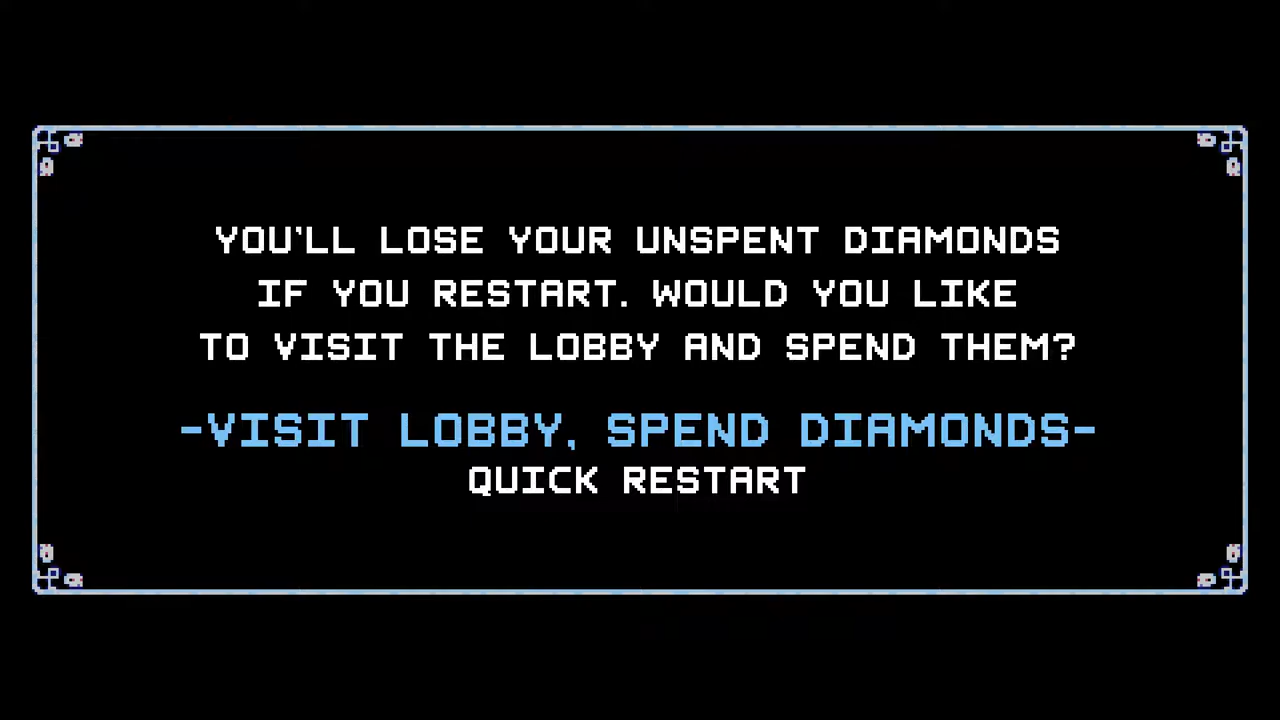 YOU'LL LOSE YOUR UNSPENT DIAMONDS
IF YOU RESTART. WOULD YOU LIKE
TO VISIT THE LOBBY AND SPEND THEM?
-VISIT LOBBY, SPEND DIAMONDS-
QUICK RESTART